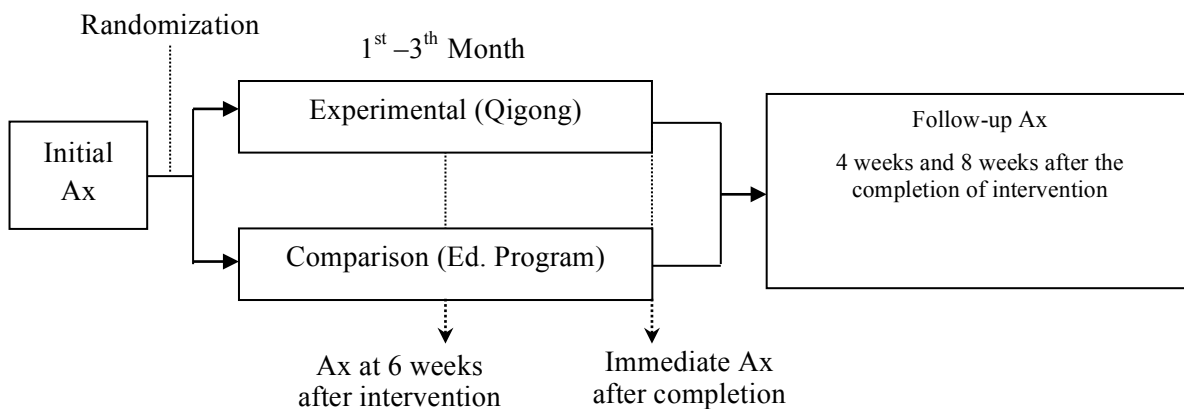 Randomization
1st –3th Month
Initial
Ax
Experimental (Qigong)
Comparison (Ed. Program)
Follow-up Ax
4 weeks and 8 weeks after the
completion of intervention
Ax at 6 weeks
after intervention
Immediate Ax
after completion